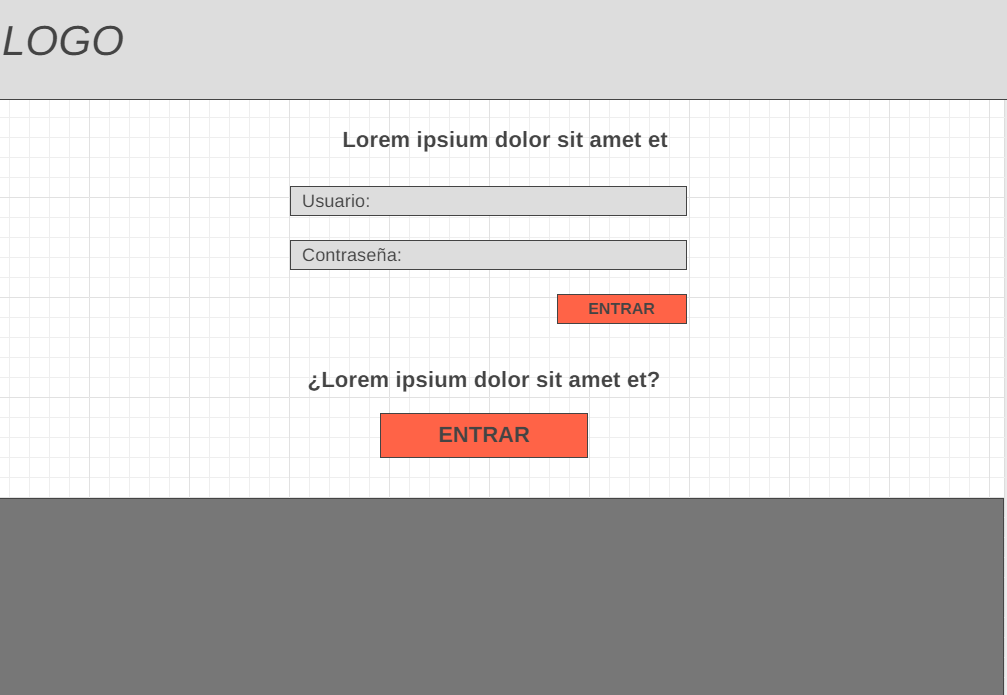 LOGO
Lorem ipsium dolor sit amet et
Usuario:
Contraseña:
ENTRAR
¿Lorem ipsium dolor sit amet et?
ENTRAR